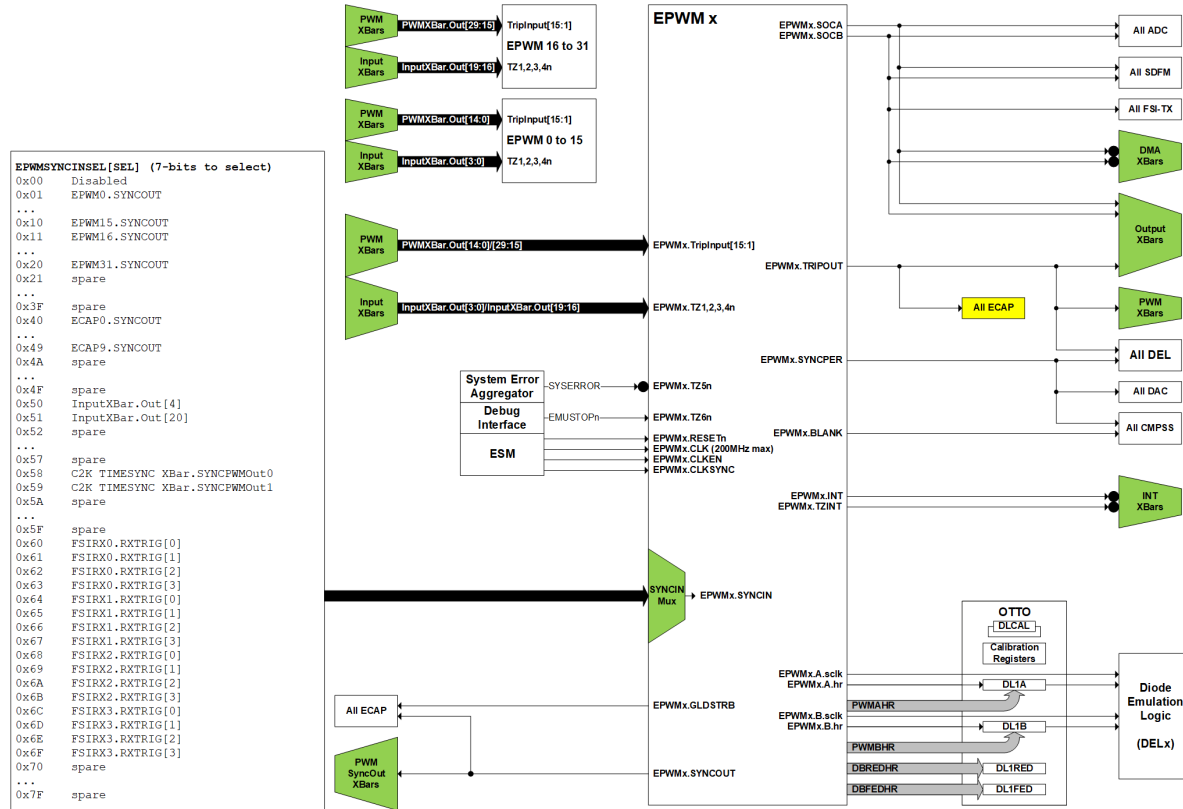 PWM
XBars
PWMXBar.Out[29:15]
TripInput[15:1]
EPWM 16 to 31
Input
XBars
InputXBar.Out[19:16]
TZ1,2,3,4n
PWM
XBars
PWMXBar.Out[14:0]
TripInput[15:1]
EPWM 0 to 15
Input
XBars
InputXBar.Out[3:0]
TZ1,2,3,4n
EPWMSYNCINSEL[SEL] (7-bits to select)
0x00 Disabled
0x01 EPWM0.SYNCOUT
...
0x10 EPWM15.SYNCOUT
0x11 EPWM16.SYNCOUT
...
0x20 EPWM31.SYNCOUT
0x21 spare
...
0x3F spare
0x40 ECAP0.SYNCOUT
...
0x49 ECAP9.SYNCOUT
0x4A spare
...
0x4F spare
0x50 InputXBar.Out[4]
0x51 InputXBar.Out[20]
0x52 spare
...
0x57 spare
0x58 C2K TIMESYNC XBar.SYNCPWMOut0
0x59 C2K TIMESYNC XBar.SYNCPWMOut1
0x5A spare
...
0x5F spare
0x60 FSIRX0.RXTRIG[0]
0x61 FSIRX0.RXTRIG[1]
0x62 FSIRX0.RXTRIG[2]
0x63 FSIRX0.RXTRIG[3]
0x64 FSIRX1.RXTRIG[0]
0x65 FSIRX1.RXTRIG[1]
0x66 FSIRX1.RXTRIG[2]
0x67 FSIRX1.RXTRIG[3]
0x68 FSIRX2.RXTRIG[0]
0x69 FSIRX2.RXTRIG[1]
0x6A FSIRX2.RXTRIG[2]
0x6B FSIRX2.RXTRIG[3]
0x6C FSIRX3.RXTRIG[0]
0x6D FSIRX3.RXTRIG[1]
0x6E FSIRX3.RXTRIG[2]
0x6F FSIRX3.RXTRIG[3]
0x70 spare
...
0x7F spare
PWM
XBars
PWMXBar.Out[14:0]/[29:15]
Input
XBars
InputXBar.Out[3:0]/InputXBar.Out[19:16]
System Error
Aggregator
SYSERROR
Debug
Interface
EMUSTOPn
ESM
All ECAP
PWM
SyncOut
XBars
EPWM x
EPWMx.TripInput[15:1]
EPWMx.TZ1,2,3,4n
EPWMx.TZ5n
EPWMx.TZ6n
EPWMx.RESETn
EPWMx.CLK (200MHz max)
EPWMx.CLKEN
EPWMx.CLKSYNC
SYNCIN
Mux
EPWMx.SYNCIN
EPWMx.GLDSTRB
EPWMx.SYNCOUT
EPWMx.SOCA
EPWMx.SOCB
EPWMx.TRIPOUT
EPWMx.SYNCPER
EPWMx.BLANK
EPWMx.INT
EPWMx.TZINT
EPWMx.A.sclk
EPWMx.A.hr
EPWMx.B.sclk
EPWMx.B.hr
PWMAHR
PWMBHR
DBREDHR
DBFEDHR
All ECAP
OTTO
DLCAL
Calibration
Registers
DL1A
DL1B
DL1RED
DL1FED
All ADC
All SDFM
All FSI-TX
DMA
XBars
Output
XBars
PWM
XBars
All DEL
All DAC
All CMPSS
INT
XBars
Diode
Emulation
Logic
(DELx)